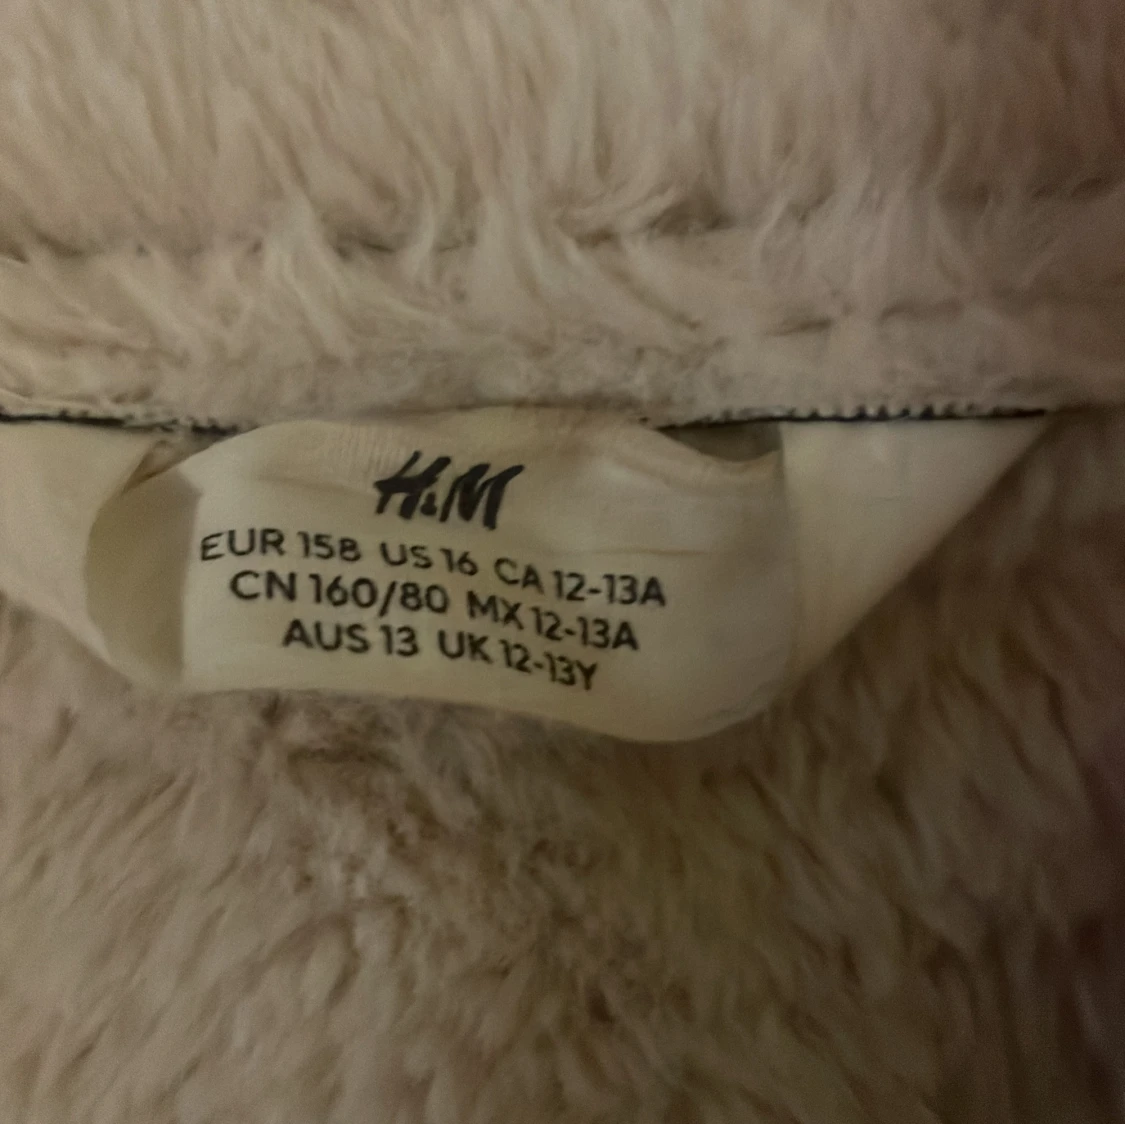 H&M
EUR 158 US 16 CA 12-13A
CN 160/80 MX 12-13A
AUS 13 UK 12-13Y